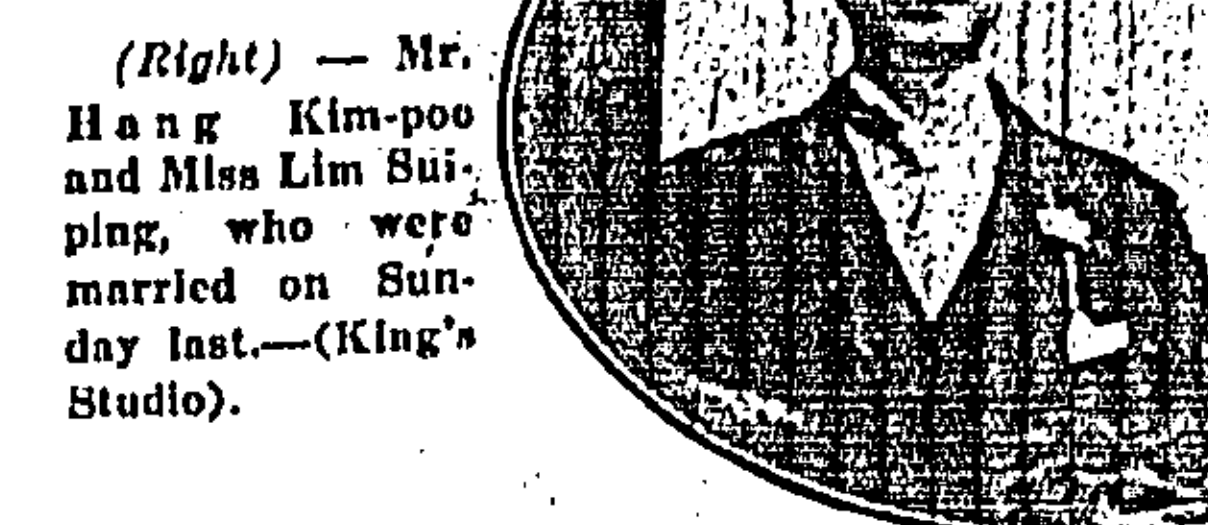 (Right) — Mr.
Hang Kim-poo
and Miss Lim Sui-
ping, who were
married on Sun-
day last.—(King's
Studio).